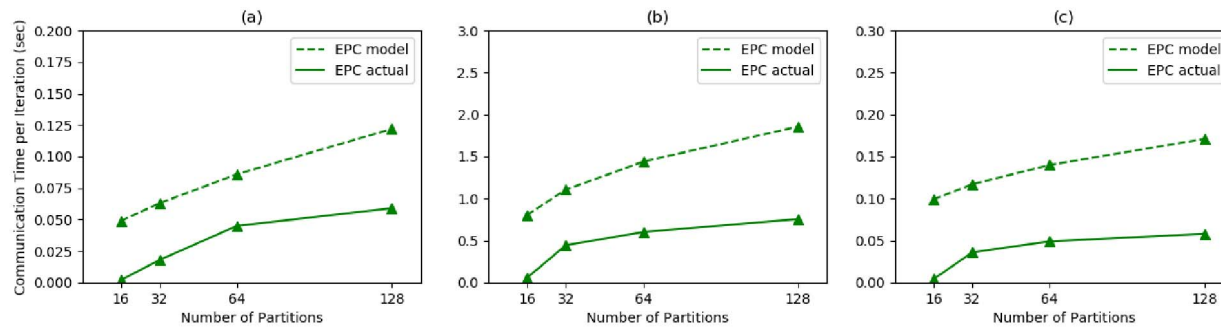 (a)
Communication Time per Iteration (sec)
0.200
0.175
0.150
0.125
0.100
0.075
0.050
0.025
0.000
EPC model
EPC actual
16 32 64 128
Number of Partitions
(b)
3.0
2.5
2.0
1.5
1.0
0.5
0.0
EPC model
EPC actual
16 32 64 128
Number of Partitions
(c)
0.30
0.25
0.20
0.15
0.10
0.05
0.00
EPC model
EPC actual
16 32 64 128
Number of Partitions